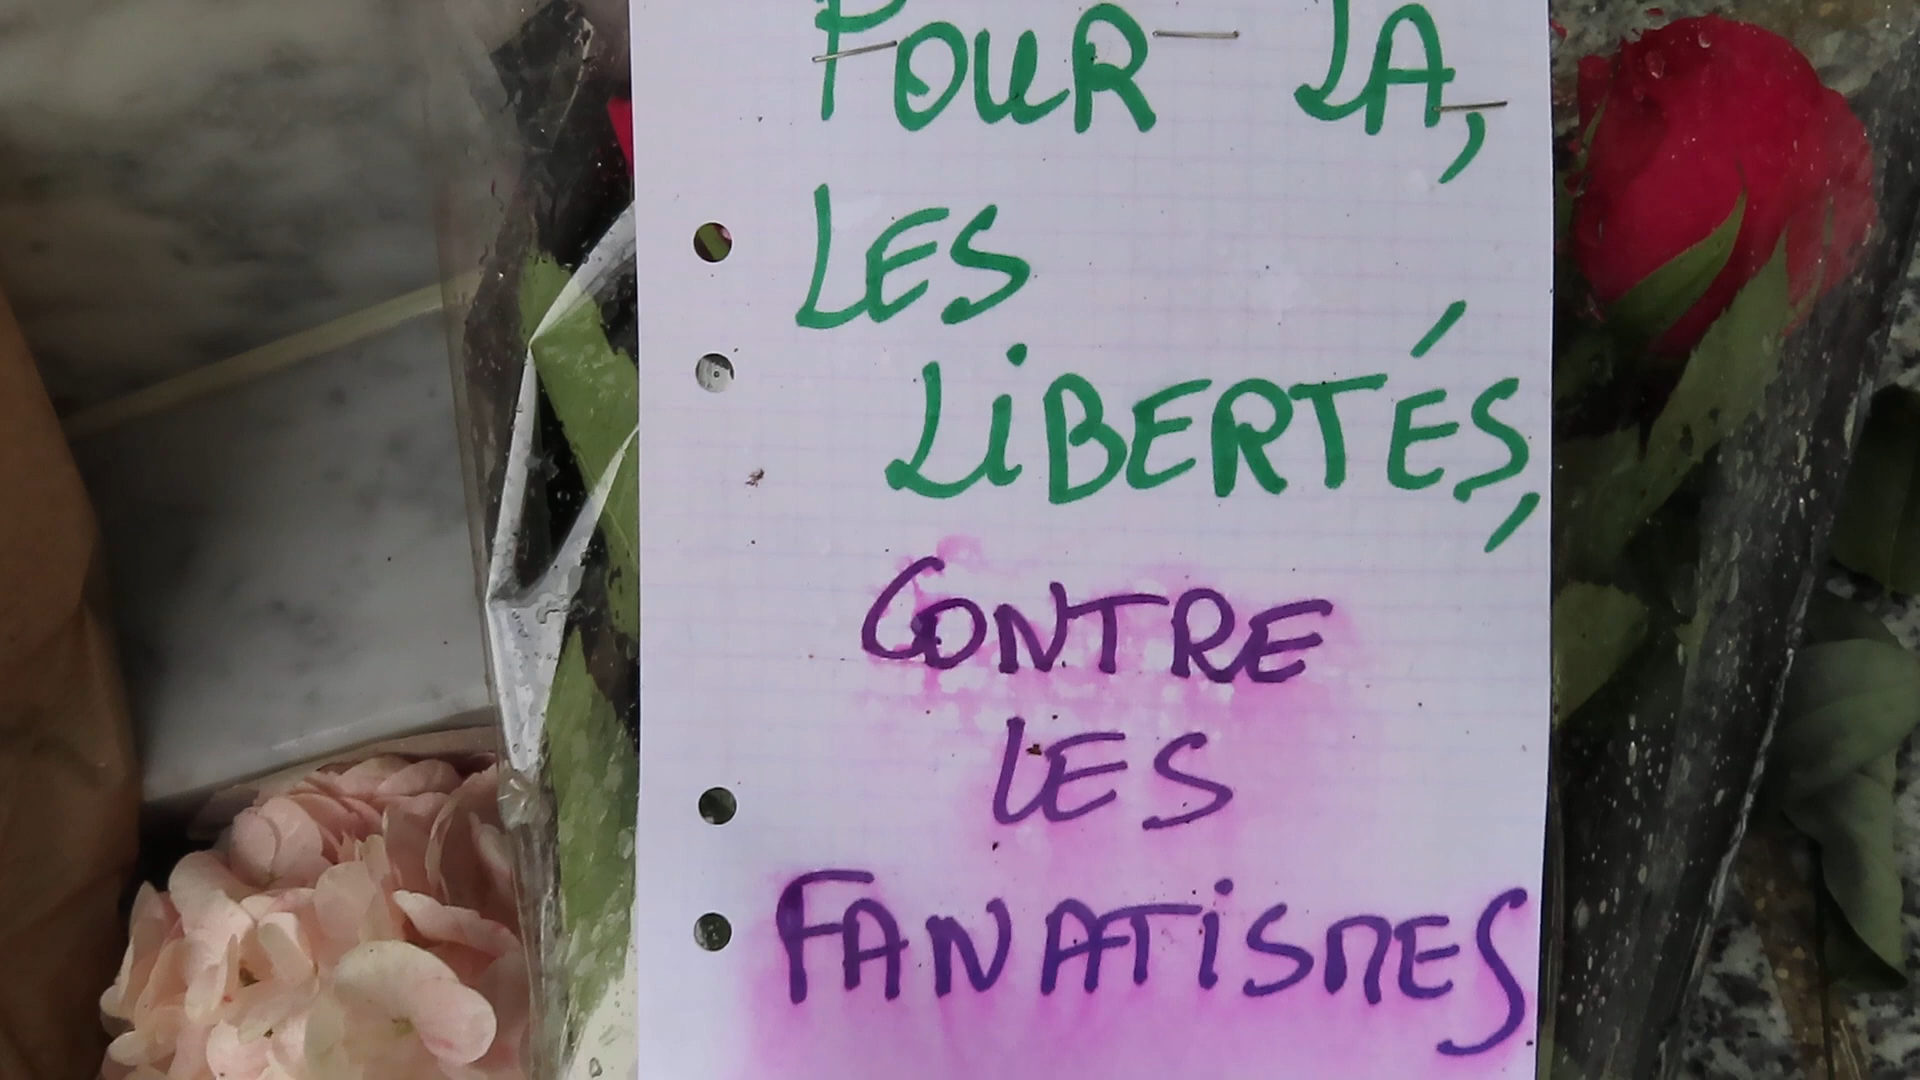 POUR LA,
LES
LiBERTÉS,
CONTRE
LES
FANATiSMES